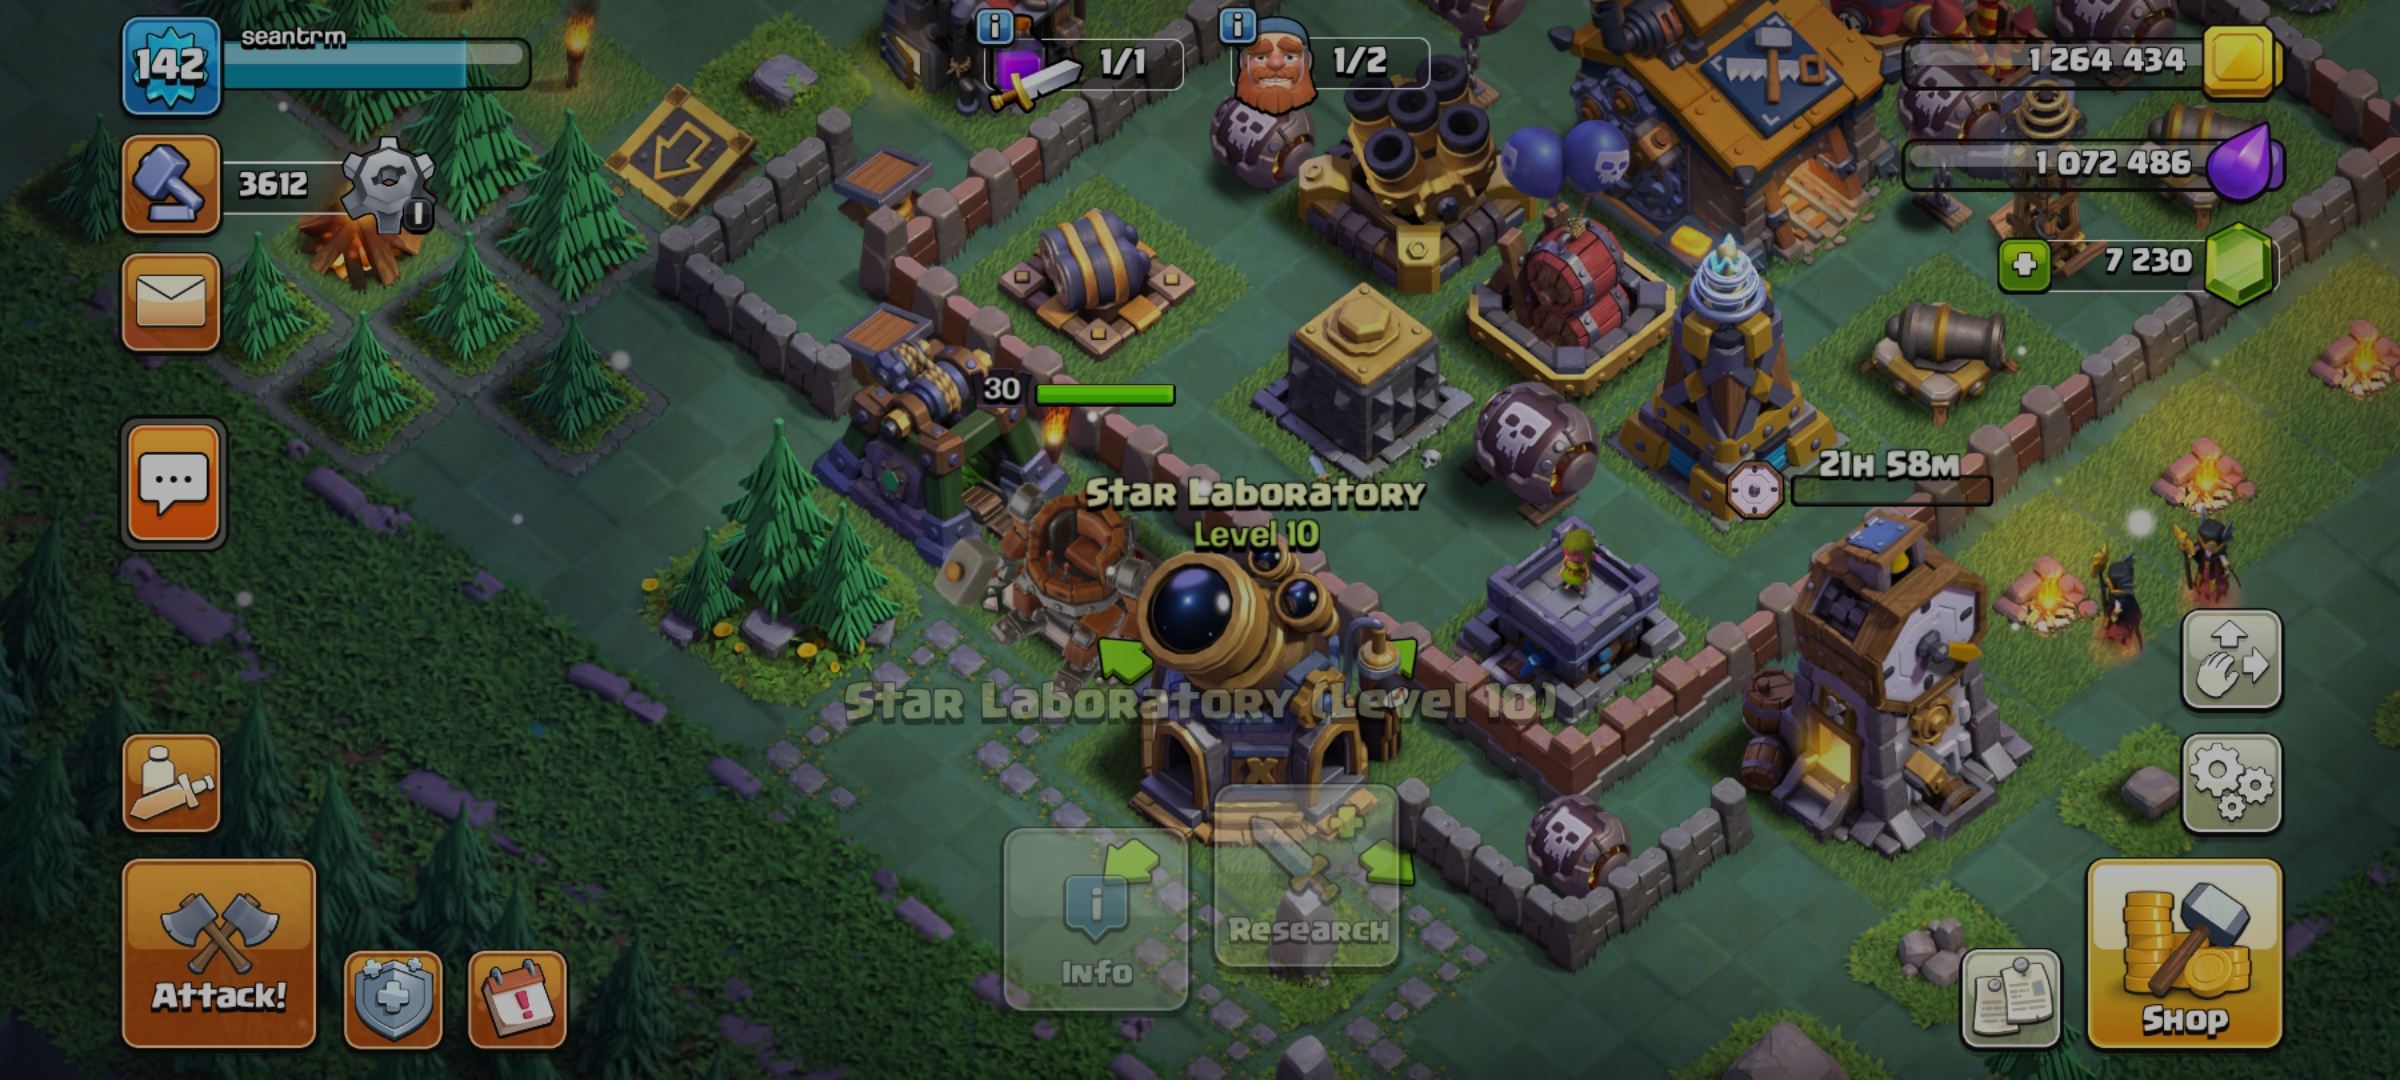 142
seantrm
1/1
1/2
1 264 434
3612
1 072 486
7 230
30
21H 58M
Star Laboratory
Level 10
Star Laboratory (Level 10)
Research
Info
Attack!
Shop